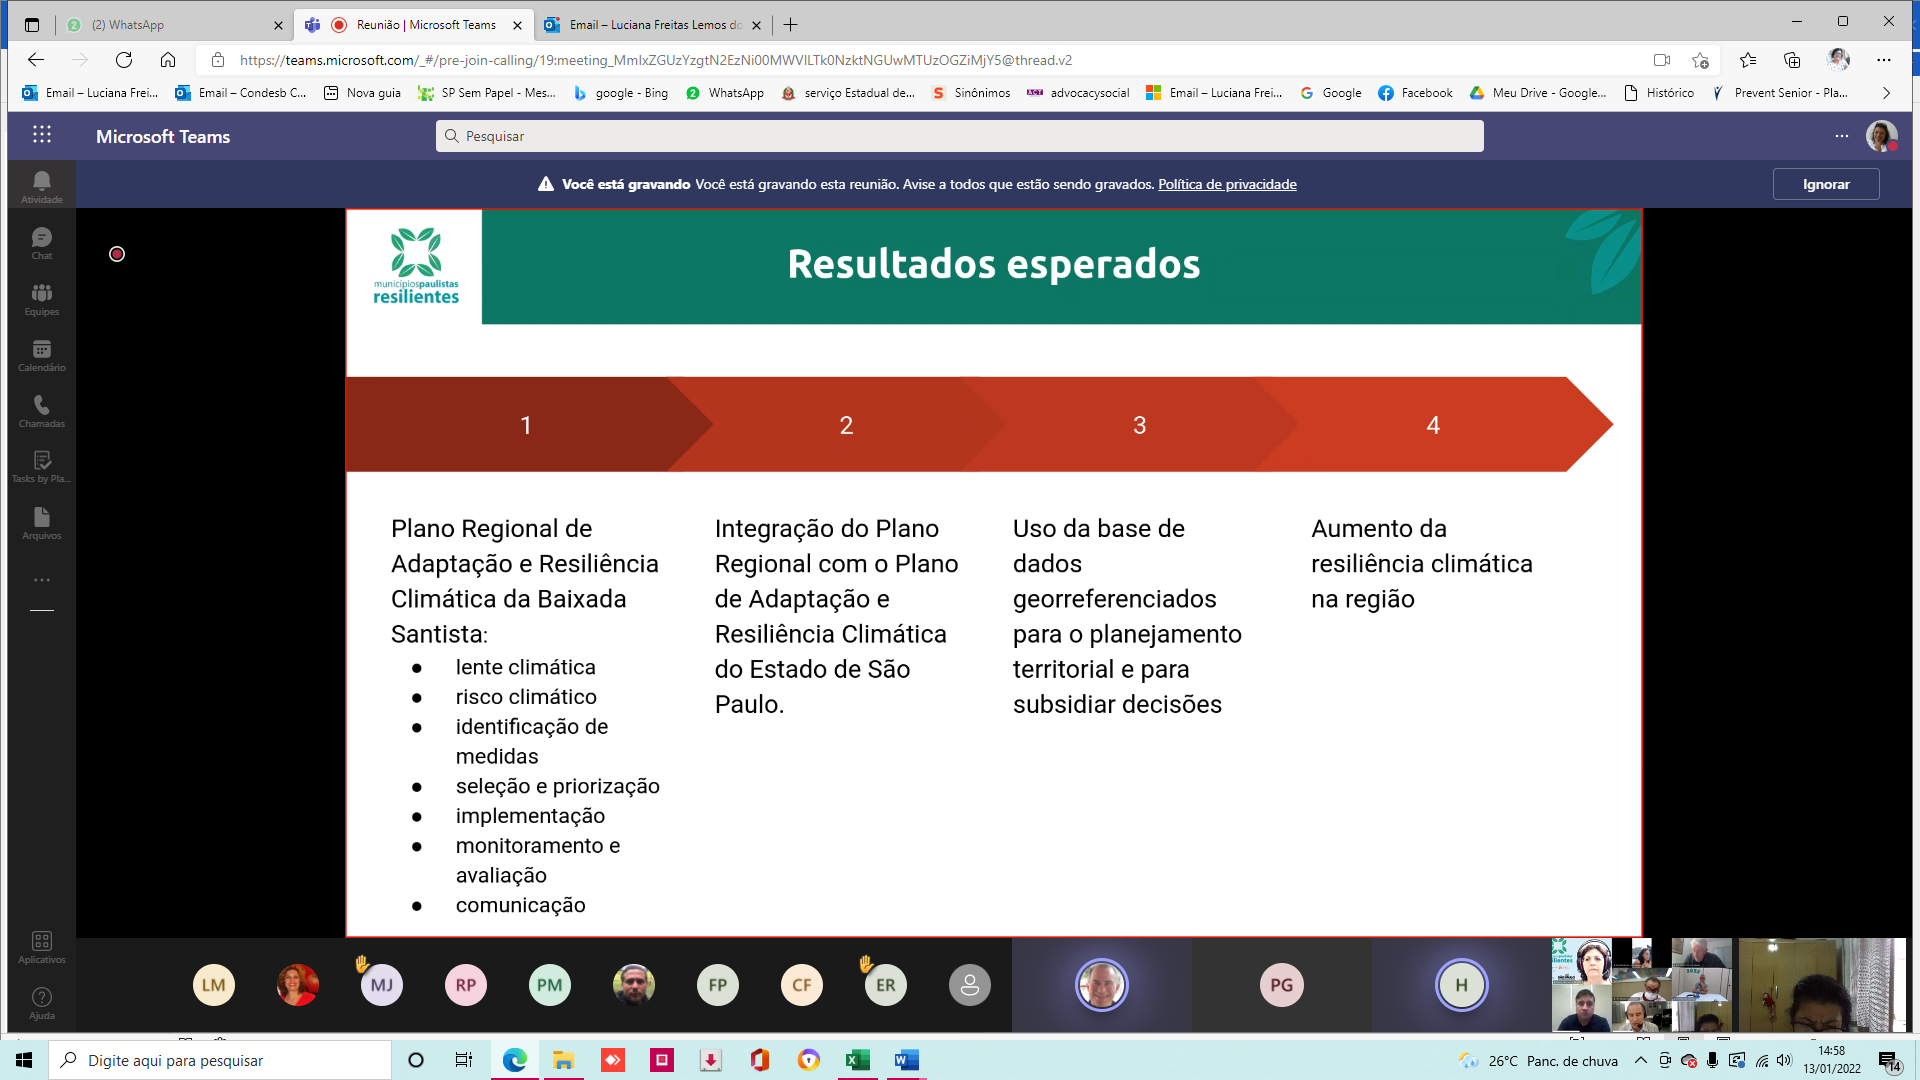 (2) WhatsApp
Reunião | Microsoft Teams
Email – Luciana Freitas Lemos do
https://teams.microsoft.com/_#/pre-join-calling/19:meeting_MmIxZGUzYzgtN2EzNi00MWVlLTk0NzktNGUwMTUzOGZiMjY5@thread.v2
Email – Luciana Frei...
Email – Condesb C...
Nova guia
SP Sem Papel - Mes...
google - Bing
WhatsApp
serviço Estadual de...
Sinônimos
advocacysocial
Email – Luciana Frei...
Google
Facebook
Meu Drive - Google...
Histórico
Prevent Senior - Pla...
Microsoft Teams
Pesquisar
Você está gravando Você está gravando esta reunião. Avise a todos que estão sendo gravados. Política de privacidade
Ignorar
Atividade
Chat
Equipes
Calendário
Chamadas
Tasks by Pla...
Arquivos
Aplicativos
Ajuda
municípiospaulistas
resilientes
Resultados esperados
1
2
3
4
Plano Regional de
Adaptação e Resiliência
Climática da Baixada
Santista:
● lente climática
● risco climático
● identificação de
medidas
● seleção e priorização
● implementação
● monitoramento e
avaliação
● comunicação
Integração do Plano
Regional com o Plano
de Adaptação e
Resiliência Climática
do Estado de São
Paulo.
Uso da base de
dados
georreferenciados
para o planejamento
territorial e para
subsidiar decisões
Aumento da
resiliência climática
na região
LM
MJ
RP
PM
FP
CF
ER
PG
H
Digite aqui para pesquisar
26°C Panc. de chuva
14:58
13/01/2022
14